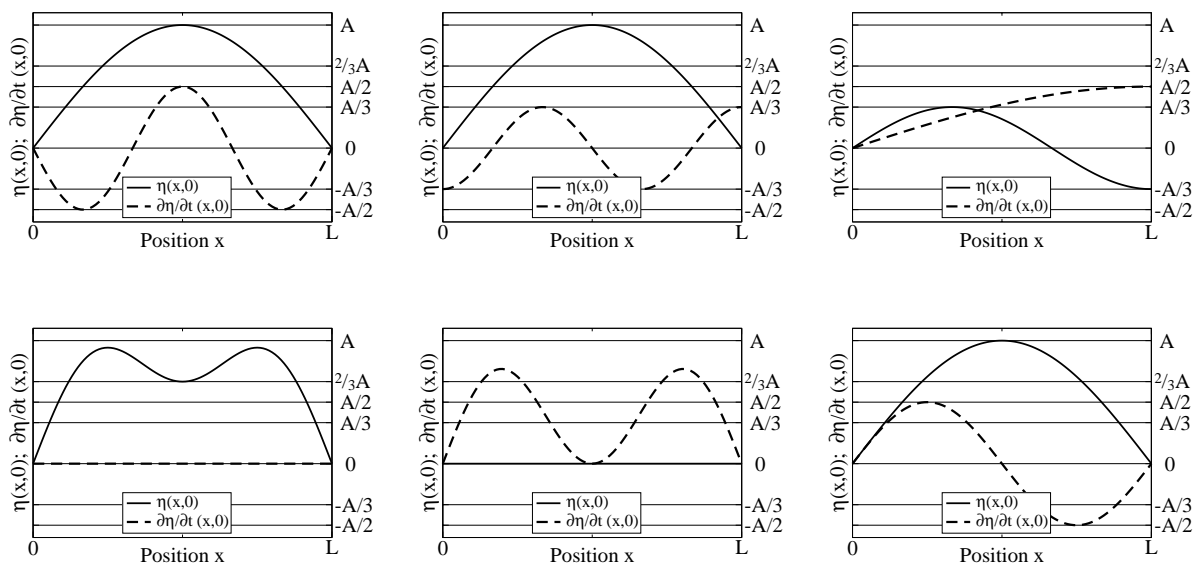 η(x,0); ∂η/∂t (x,0)
A
²/₃A
A/2
A/3
0
-A/3
-A/2
η(x,0)
∂η/∂t (x,0)
0
L
Position x
η(x,0); ∂η/∂t (x,0)
A
²/₃A
A/2
A/3
0
-A/3
-A/2
η(x,0)
∂η/∂t (x,0)
0
L
Position x
η(x,0); ∂η/∂t (x,0)
A
²/₃A
A/2
A/3
0
-A/3
-A/2
η(x,0)
∂η/∂t (x,0)
0
L
Position x
η(x,0); ∂η/∂t (x,0)
A
²/₃A
A/2
A/3
0
-A/3
-A/2
η(x,0)
∂η/∂t (x,0)
0
L
Position x
η(x,0); ∂η/∂t (x,0)
A
²/₃A
A/2
A/3
0
-A/3
-A/2
η(x,0)
∂η/∂t (x,0)
0
L
Position x
η(x,0); ∂η/∂t (x,0)
A
²/₃A
A/2
A/3
0
-A/3
-A/2
η(x,0)
∂η/∂t (x,0)
0
L
Position x